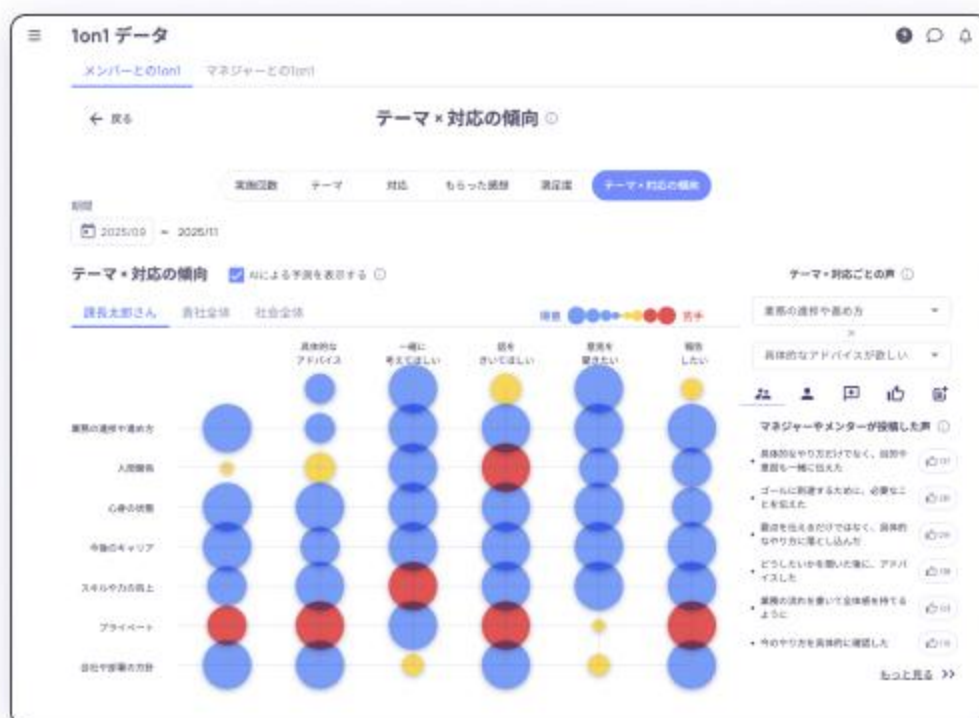 1on1 データ
メンバーとの1on1 マネジャーとの1on1
戻る
テーマ × 対応の傾向
実施回数 テーマ 対応 もらった感想 満足度 テーマ × 対応の傾向
期間
2025/09 ~ 2025/11
テーマ × 対応の傾向 AIによる予測を表示する
テーマ × 対応ごとの声
課長太郎さん 貴社全体 社会全体
得意 苦手
業務の進捗や進め方
×
具体的なアドバイスが欲しい
具体的な
アドバイス
一緒に
考えてほしい
話を
きいてほしい
意見を
聞きたい
報告
したい
業務の進捗や進め方
人間関係
心身の状態
今後のキャリア
スキルや力の向上
プライベート
会社や部署の方針
マネジャーやメンターが投稿した声
• 具体的なやり方だけでなく、目的や
意図も一緒に伝えた
• ゴールに到達するために、必要なこ
とを伝えた
• 要点を伝えるだけではなく、具体的
なやり方に落とし込んだ
• どうしたいかを聞いた後に、アドバ
イスした
• 業務の流れを書いて全体感を持てる
ように
• 今のやり方を具体的に確認した
もっと見る